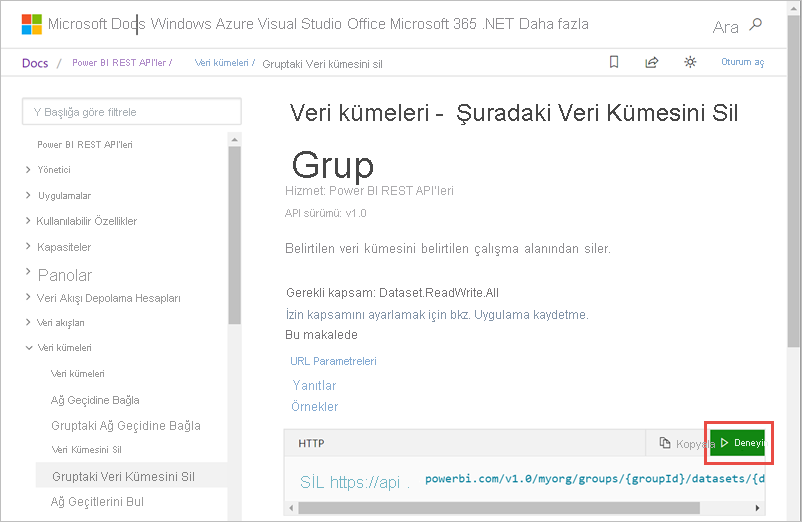 Microsoft Docs Windows Azure Visual Studio Office Microsoft 365 .NET Daha fazla
Ara
Docs / Power BI REST API'ler / Veri kümeleri / Gruptaki Veri kümesini sil
Oturum aç
Y Başlığa göre filtrele
Power BI REST API'leri
Yönetici
Uygulamalar
Kullanılabilir Özellikler
Kapasiteler
Panolar
Veri Akışı Depolama Hesapları
Veri akışları
Veri kümeleri
Veri kümeleri
Ağ Geçidine Bağla
Gruptaki Ağ Geçidine Bağla
Veri Kümesini Sil
Gruptaki Veri Kümesini Sil
Ağ Geçitlerini Bul
Veri kümeleri - Şuradaki Veri Kümesini Sil
Grup
Hizmet: Power BI REST API'leri
API sürümü: v1.0
Belirtilen veri kümesini belirtilen çalışma alanından siler.
Gerekli kapsam: Dataset.ReadWrite.All
İzin kapsamını ayarlamak için bkz. Uygulama kaydetme.
Bu makalede
URL Parametreleri
Yanıtlar
Örnekler
HTTP
Kopyala
Deneyi
SİL https://api . powerbi.com/v1.0/myorg/groups/{groupId}/datasets/{d